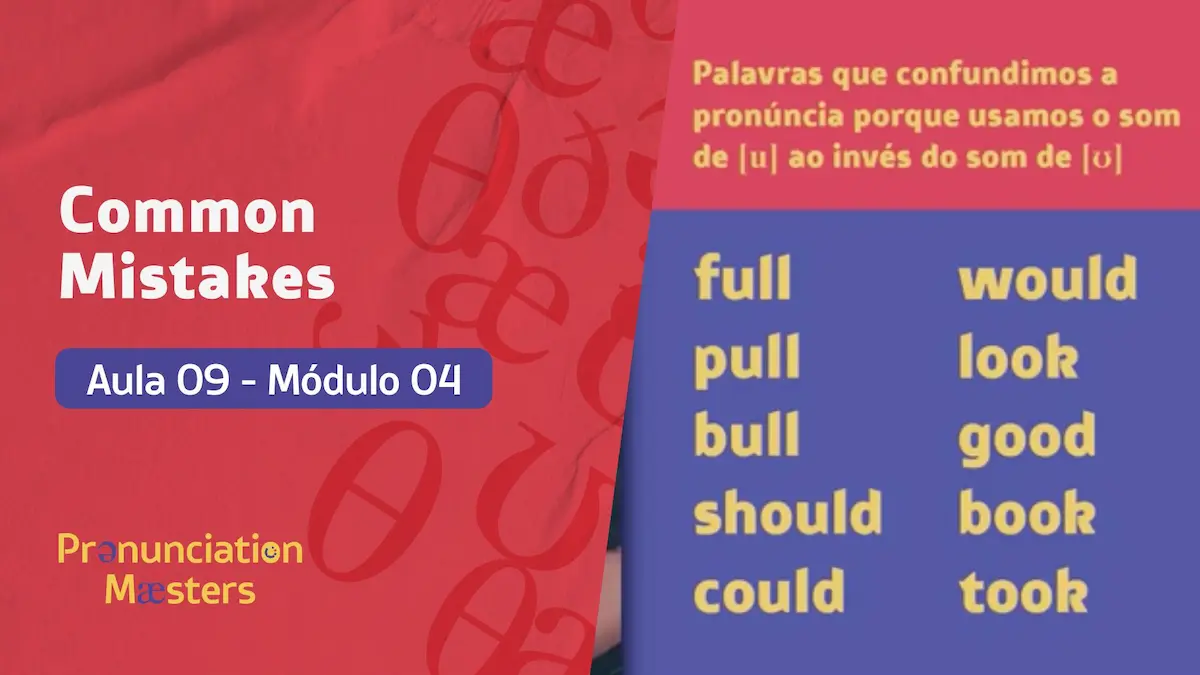 Common
Mistakes
Aula 09 - Módulo 04
Prənunciation
Mæsters
Palavras que confundimos a
pronúncia porque usamos o som
de [u] ao invés do som de [ʊ]
full
pull
bull
should
could
would
look
good
book
took